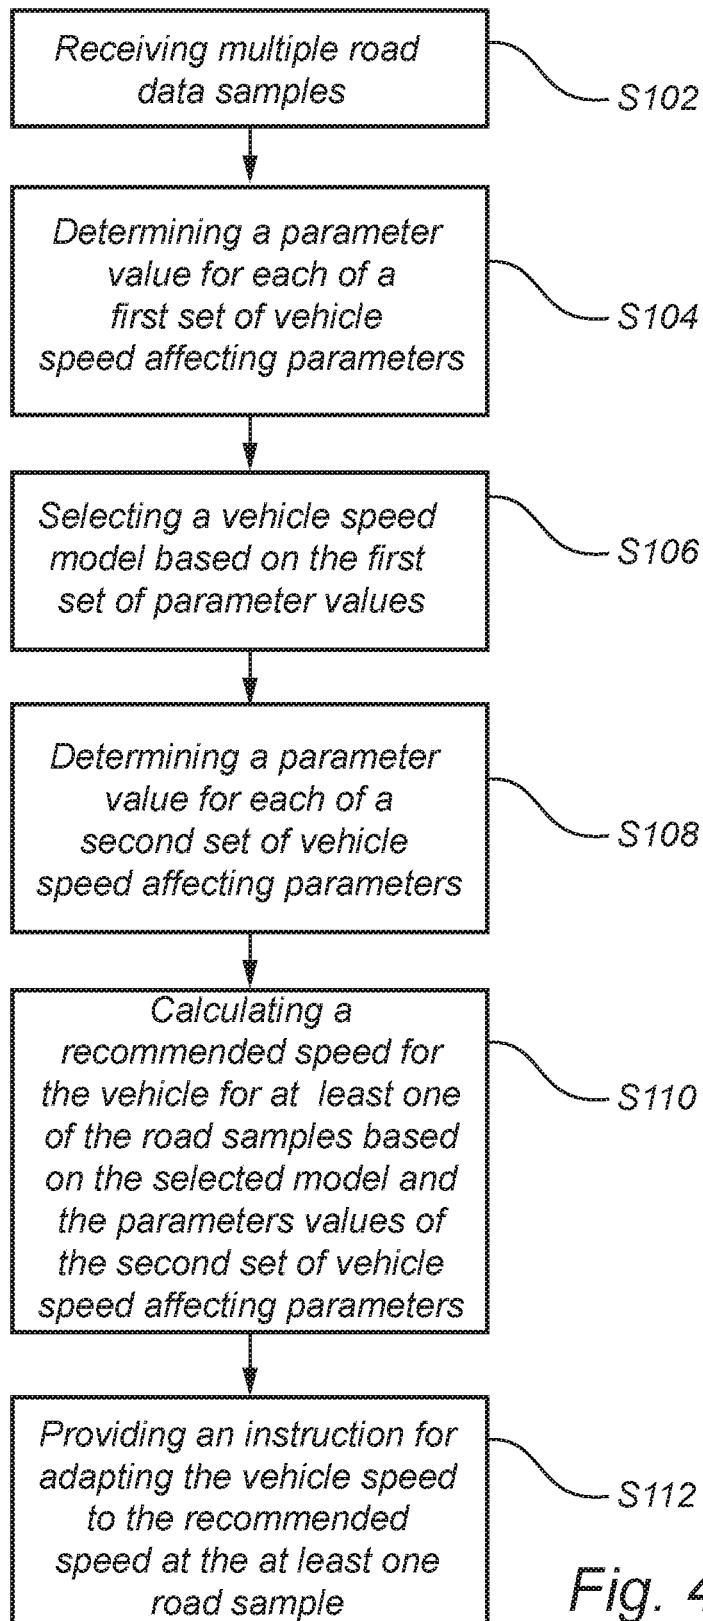 Receiving multiple road
data samples
S102
Determining a parameter
value for each of a
first set of vehicle
speed affecting parameters
S104
Selecting a vehicle speed
model based on the first
set of parameter values
S106
Determining a parameter
value for each of a
second set of vehicle
speed affecting parameters
S108
Calculating a
recommended speed for
the vehicle for at least one
of the road samples based
on the selected model and
the parameters values of
the second set of vehicle
speed affecting parameters
S110
Providing an instruction for
adapting the vehicle speed
to the recommended
speed at the at least one
road sample
S112
Fig. 4